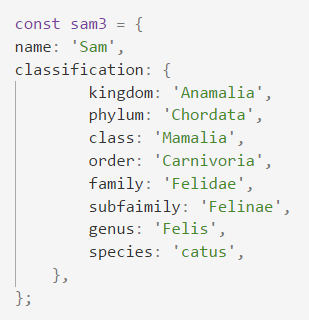 const sam3 = {
name: 'Sam',
classification: {
kingdom: 'Anamalia',
phylum: 'Chordata',
class: 'Mamalia',
order: 'Carnivoria',
family: 'Felidae',
subfaimily: 'Felinae',
genus: 'Felis',
species: 'catus',
},
};